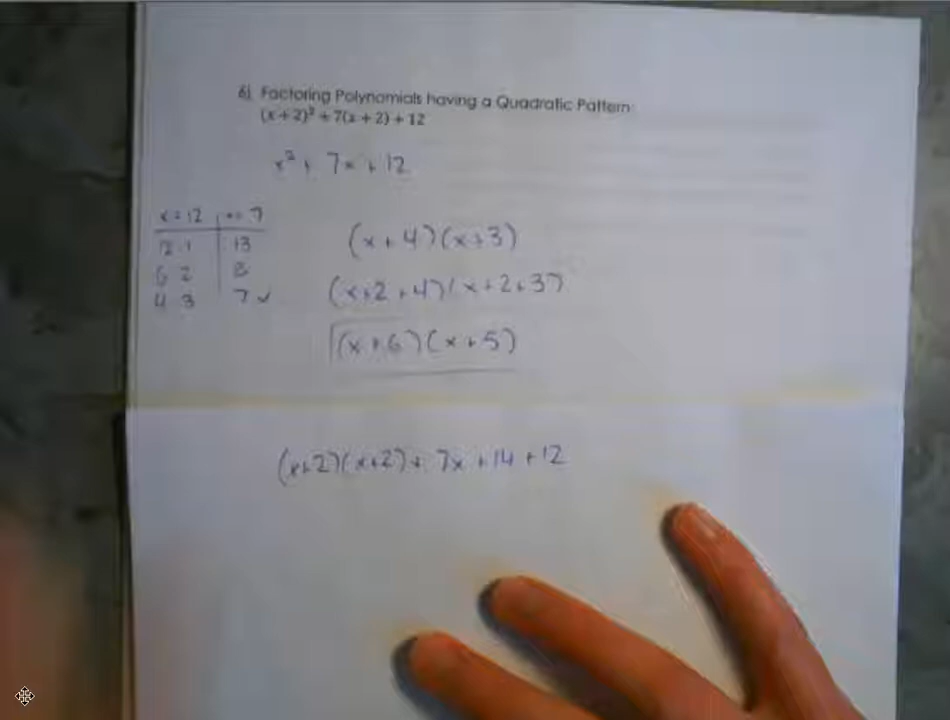 6) Factoring Polynomials having a Quadratic Pattern:
(x + 2)² + 7(x + 2) + 12
x² + 7x + 12
x = 12 + = 7
12 1 13
6 2 8
4 3 7 ✓
(x + 4)(x + 3)
(x + 2 + 4)(x + 2 + 3)
(x + 6)(x + 5)
(x+2)(x+2) + 7x + 14 + 12